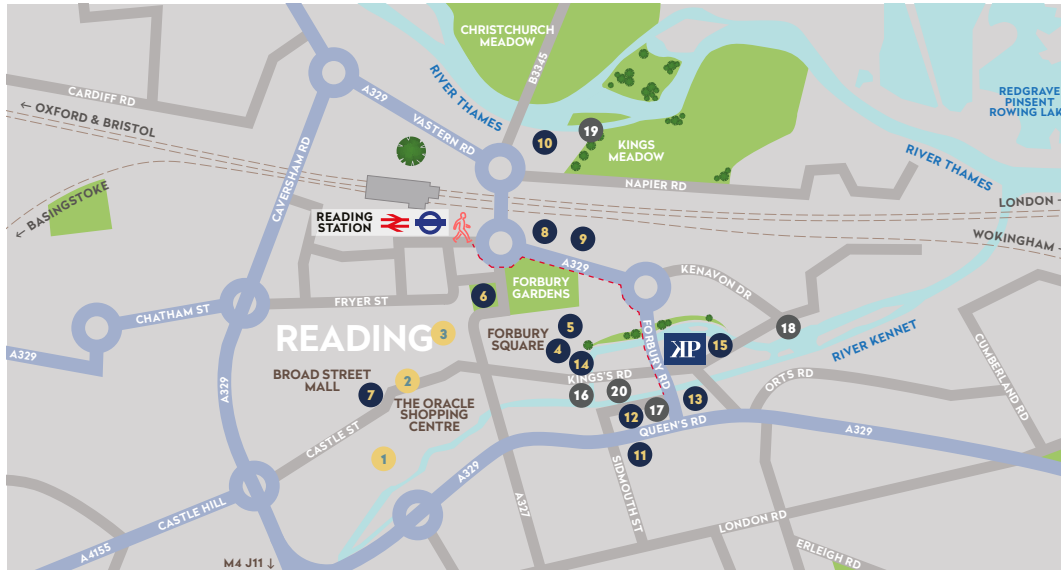 CHRISTCHURCH
MEADOW
B3345
RIVER THAMES
A329
VASTERN RD
CARDIFF RD
← OXFORD & BRISTOL
← BASINGSTOKE
CAVERSHAM RD
REDGRAVE
PINSENT
ROWING LAK
10
19
KINGS
MEADOW
NAPIER RD
RIVER THAMES
LONDON →
WOKINGHAM →
READING
STATION
8
9
A329
KENAVON DR
FORBURY
GARDENS
6
CHATHAM ST
FRYER ST
READING
3
FORBURY
SQUARE
5
4
14
FORBURY RD
KP
15
18
RIVER KENNET
A329
A329
BROAD STREET
MALL
7
2
THE ORACLE
SHOPPING
CENTRE
KING'S RD
16
20
17
12
13
QUEEN'S RD
11
ORTS RD
CUMBERLAND RD
A329
CASTLE ST
1
A329
A327
SIDMOUTH ST
LONDON RD
ERLEIGH RD
CASTLE HILL
A4155
M4 J11 ↓